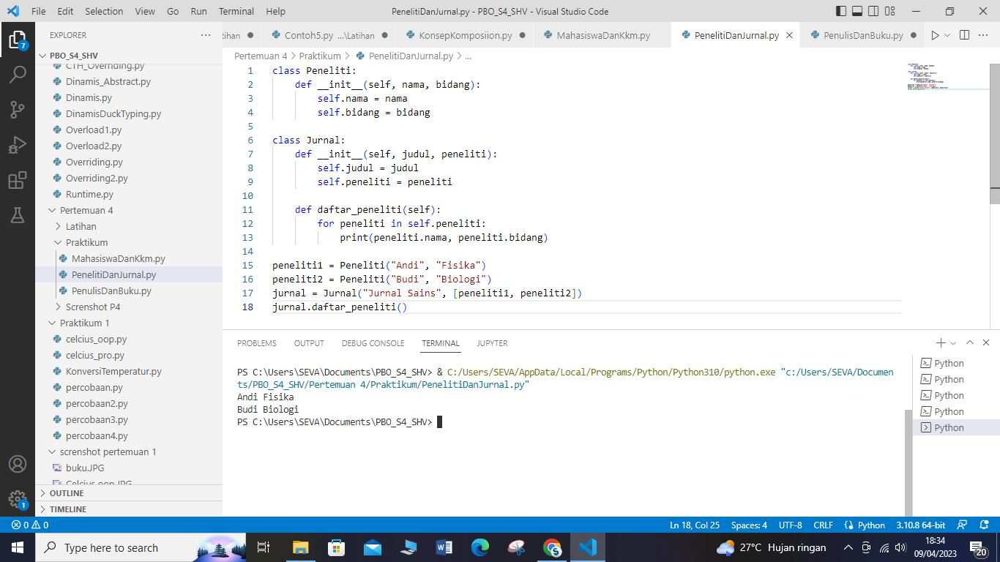 File Edit Selection View Go Run Terminal Help
PenelitiDanJurnal.py - PBO_S4_SHV - Visual Studio Code
EXPLORER
PBO_S4_SHV
CTH_Overriding.py
Dinamis_Abstract.py
Dinamis.py
DinamisDuckTyping.py
Overload1.py
Overload2.py
Overriding.py
Overriding2.py
Runtime.py
Pertemuan 4
Latihan
Praktikum
MahasiswaDanKkm.py
PenelitiDanJurnal.py
PenulisDanBuku.py
Scrnshot P4
Praktikum 1
celcius_oop.py
celcius_pro.py
KonversiTemperatur.py
percobaan.py
percobaan2.py
percobaan3.py
percobaan4.py
scrnshot pertemuan 1
buku.JPG
Celcius oop.JPG
OUTLINE
TIMELINE
7
1
tihan Contoh5.py ...\Latihan KonsepKomposiion.py MahasiswaDanKkm.py PenelitiDanJurnal.py PenulisDanBuku.py
Pertemuan 4 > Praktikum > PenelitiDanJurnal.py > ...
1 class Peneliti:
2 def __init__(self, nama, bidang):
3 self.nama = nama
4 self.bidang = bidang
5
6 class Jurnal:
7 def __init__(self, judul, peneliti):
8 self.judul = judul
9 self.peneliti = peneliti
10
11 def daftar_peneliti(self):
12 for peneliti in self.peneliti:
13 print(peneliti.nama, peneliti.bidang)
14
15 peneliti1 = Peneliti("Andi", "Fisika")
16 peneliti2 = Peneliti("Budi", "Biologi")
17 jurnal = Jurnal("Jurnal Sains", [peneliti1, peneliti2])
18 jurnal.daftar_peneliti()
PROBLEMS OUTPUT DEBUG CONSOLE TERMINAL JUPYTER
PS C:\Users\SEVA\Documents\PBO_S4_SHV> & C:/Users/SEVA/AppData/Local/Programs/Python/Python310/python.exe "c:/Users/SEVA/Documen
ts/PBO_S4_SHV/Pertemuan 4/Praktikum/PenelitiDanJurnal.py"
Andi Fisika
Budi Biologi
PS C:\Users\SEVA\Documents\PBO_S4_SHV>
Python
Python
Python
Python
Python
0 0
Ln 18, Col 25 Spaces: 4 UTF-8 CRLF Python 3.10.8 64-bit
Type here to search
27°C Hujan ringan
18:34
09/04/2023
20